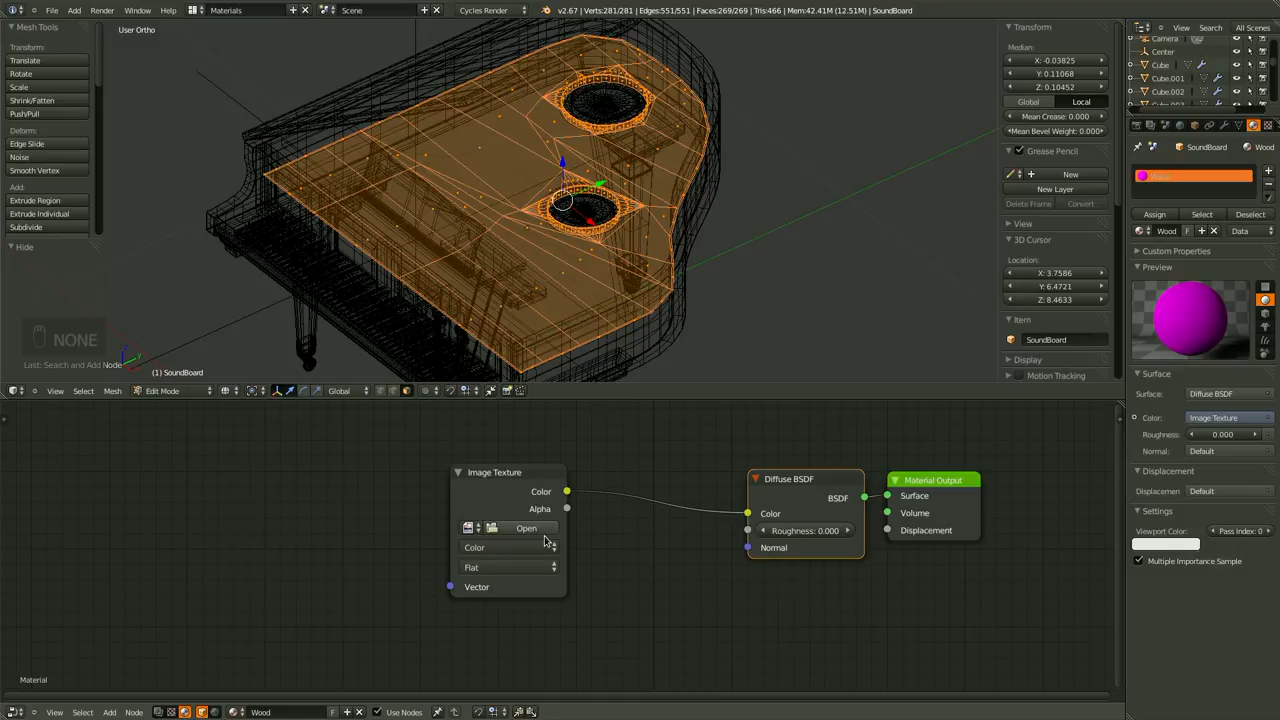 File Add Render Window Help Materials Scene Cycles Render v2.67 | Verts:281/281 | Edges:551/551 | Faces:269/269 | Tris:466 | Mem:42.41M (12.51M) | SoundBoard
Mesh Tools
Transform:
Translate
Rotate
Scale
Shrink/Fatten
Push/Pull
Deform:
Edge Slide
Noise
Smooth Vertex
Add:
Extrude Region
Extrude Individual
Subdivide
Hide
User Ortho
NONE
Last: Search and Add Node
(1) SoundBoard
Transform
Median:
X: -0.03825
Y: 0.11068
Z: 0.10452
Global Local
Mean Crease: 0.000
Mean Bevel Weight: 0.000
Grease Pencil
New
New Layer
Delete Frame Convert
View
3D Cursor
Location:
X: 3.7586
Y: 6.4721
Z: 8.4633
Item
SoundBoard
Display
Motion Tracking
View Search All Scenes
Camera
Center
Cube
Cube.001
Cube.002
SoundBoard Wood
Assign Select Deselect
Wood F Data
Custom Properties
Preview
Surface
Surface: Diffuse BSDF
Color: Image Texture
Roughness: 0.000
Normal: Default
Displacement
Displacemen Default
Settings
Viewport Color: Pass Index: 0
Multiple Importance Sample
View Select Mesh Edit Mode Global
Image Texture
Color
Alpha
Open
Color
Flat
Vector
Diffuse BSDF
BSDF
Color
Roughness: 0.000
Normal
Material Output
Surface
Volume
Displacement
Material
View Select Add Node Wood F Use Nodes